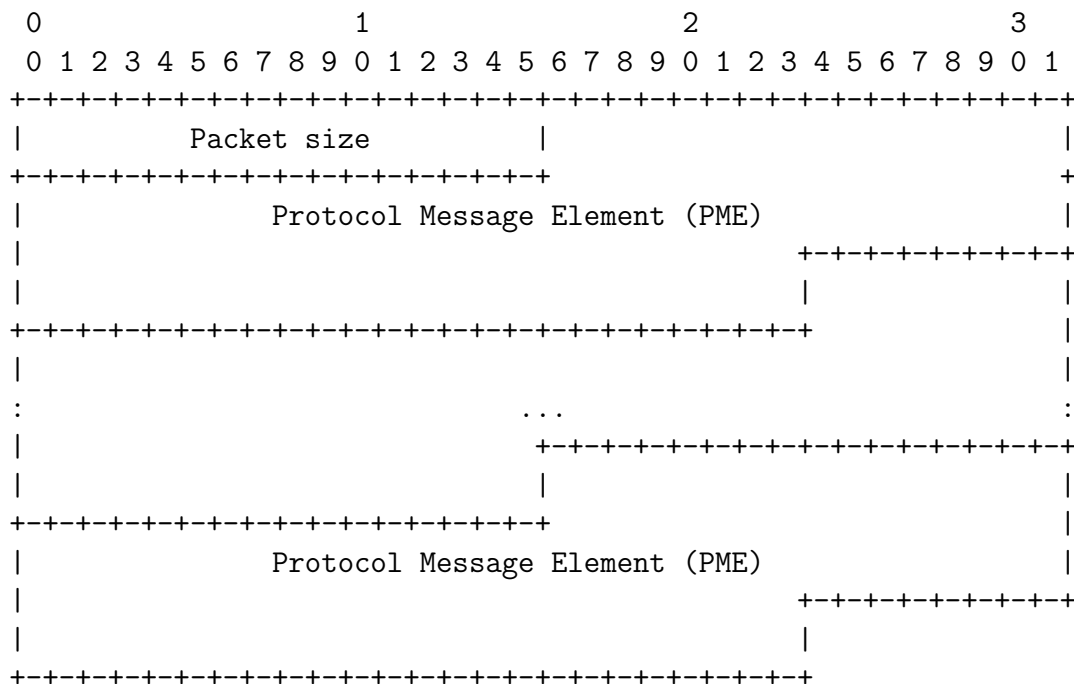 0                   1                   2                   3
 0 1 2 3 4 5 6 7 8 9 0 1 2 3 4 5 6 7 8 9 0 1 2 3 4 5 6 7 8 9 0 1
+-+-+-+-+-+-+-+-+-+-+-+-+-+-+-+-+-+-+-+-+-+-+-+-+-+-+-+-+-+-+-+-+
|          Packet size          |                               |
+-+-+-+-+-+-+-+-+-+-+-+-+-+-+-+-+                               +
|               Protocol Message Element (PME)                  |
|                                               +-+-+-+-+-+-+-+-+
|                                               |               |
+-+-+-+-+-+-+-+-+-+-+-+-+-+-+-+-+-+-+-+-+-+-+-+-+               |
|                                                               |
:                              ...                              :
|                               +-+-+-+-+-+-+-+-+-+-+-+-+-+-+-+-+
|                               |                               |
+-+-+-+-+-+-+-+-+-+-+-+-+-+-+-+-+                               |
|               Protocol Message Element (PME)                  |
|                                               +-+-+-+-+-+-+-+-+
|                                               |
+-+-+-+-+-+-+-+-+-+-+-+-+-+-+-+-+-+-+-+-+-+-+-+-+